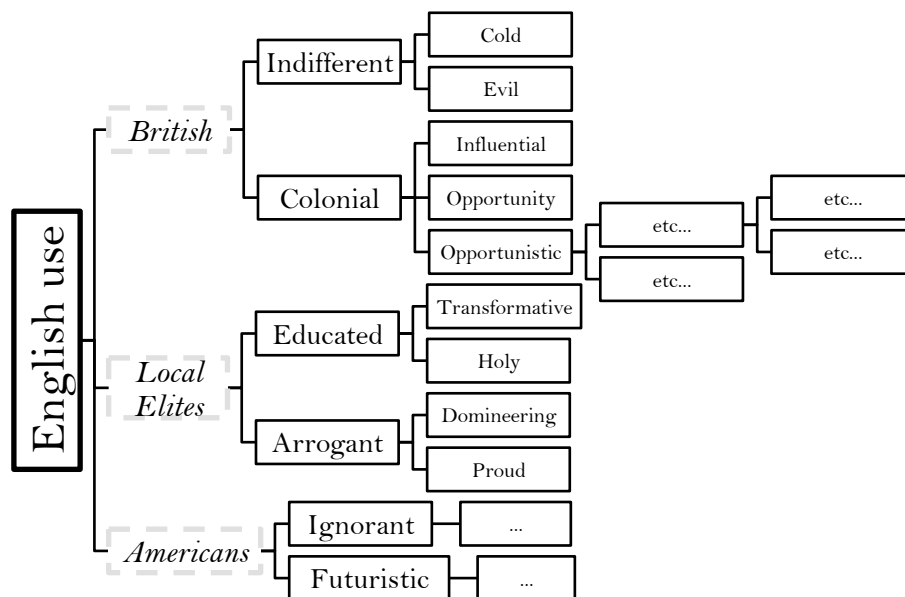 English use
British
Indifferent
Cold
Evil
Colonial
Influential
Opportunity
Opportunistic
etc...
etc...
etc...
etc...
Local
Elites
Educated
Transformative
Holy
Arrogant
Domineering
Proud
Americans
Ignorant
...
Futuristic
...